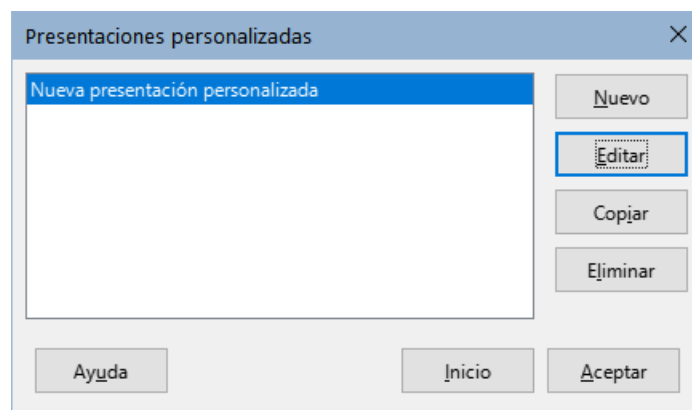 Presentaciones personalizadas
Nueva presentación personalizada
Nuevo
Editar
Copiar
Eliminar
Ayuda
Inicio
Aceptar